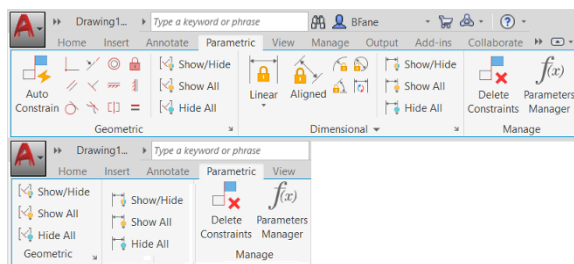 A Drawing1... Type a keyword or phrase BFane ?
Home Insert Annotate Parametric View Manage Output Add-ins Collaborate
Auto
Constrain
Show/Hide
Show All
Hide All
Geometric
Linear
Aligned
Show/Hide
Show All
Hide All
Dimensional
Delete
Constraints
f(x)
Parameters
Manager
Manage
A Drawing1... Type a keyword or phrase
Home Insert Annotate Parametric View
Show/Hide
Show All
Hide All
Geometric
Show/Hide
Show All
Hide All
Delete
Constraints
f(x)
Parameters
Manager
Manage